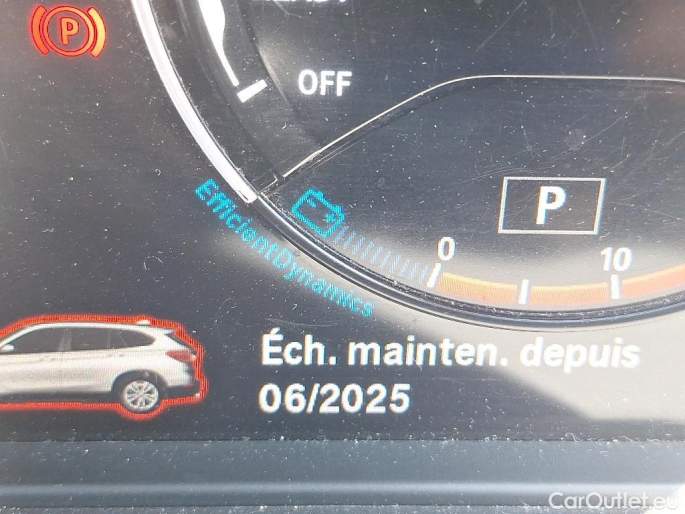 P
OFF
EfficientDynamics
P
0
10
Éch. mainten. depuis
06/2025
CarOutlet.eu